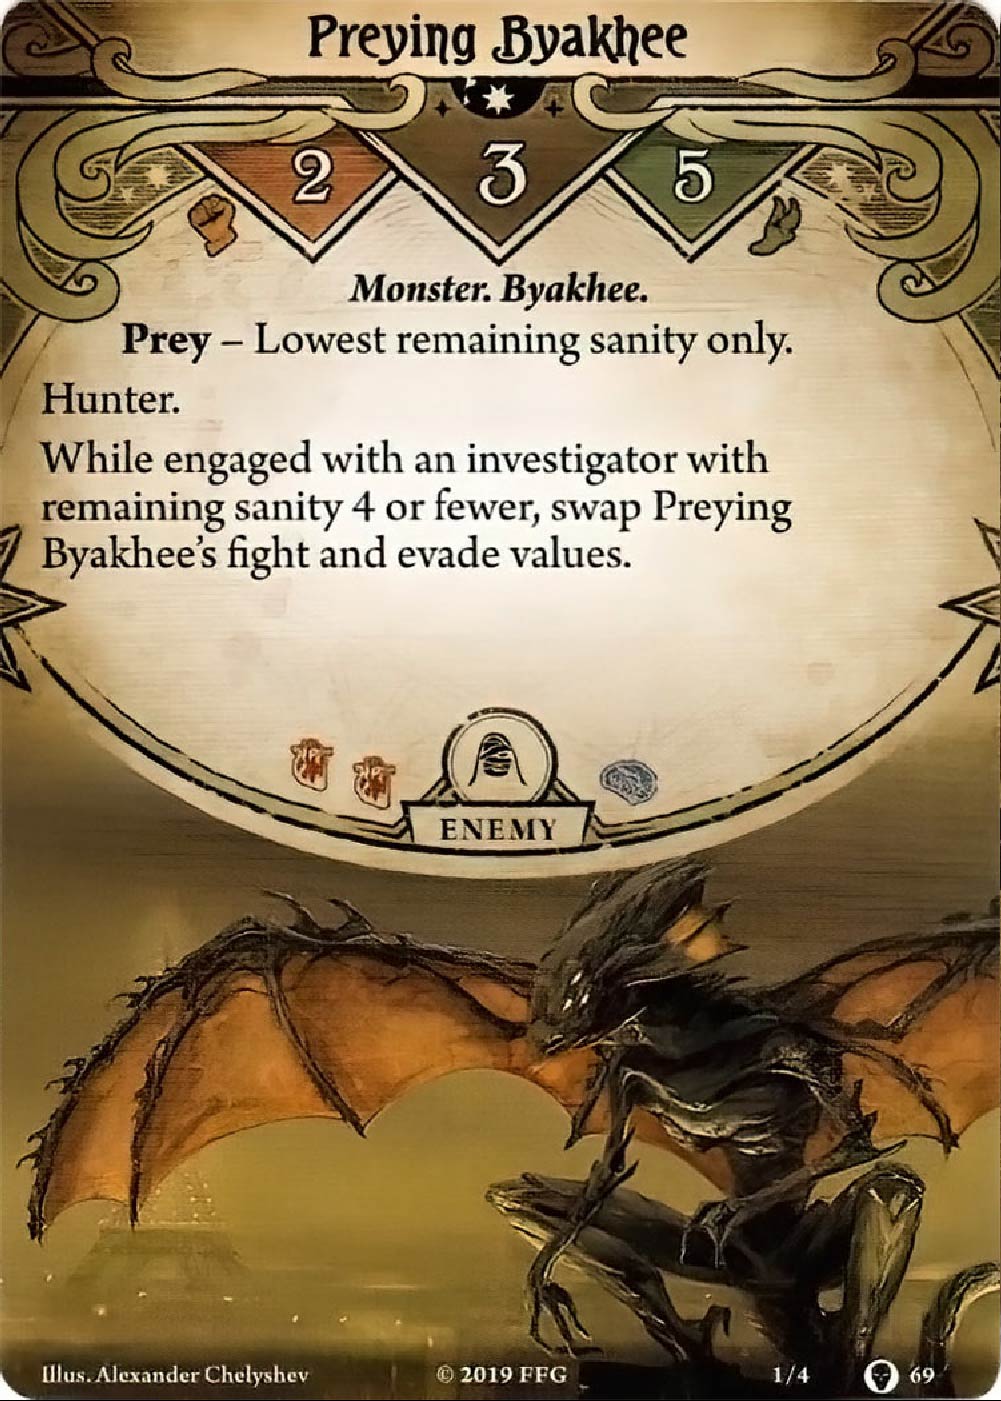 Preying Byakhee
2 3 5
Monster. Byakhee.
Prey – Lowest remaining sanity only.
Hunter.
While engaged with an investigator with
remaining sanity 4 or fewer, swap Preying
Byakhee's fight and evade values.
ENEMY
Illus. Alexander Chelyshev © 2019 FFG 1/4 69